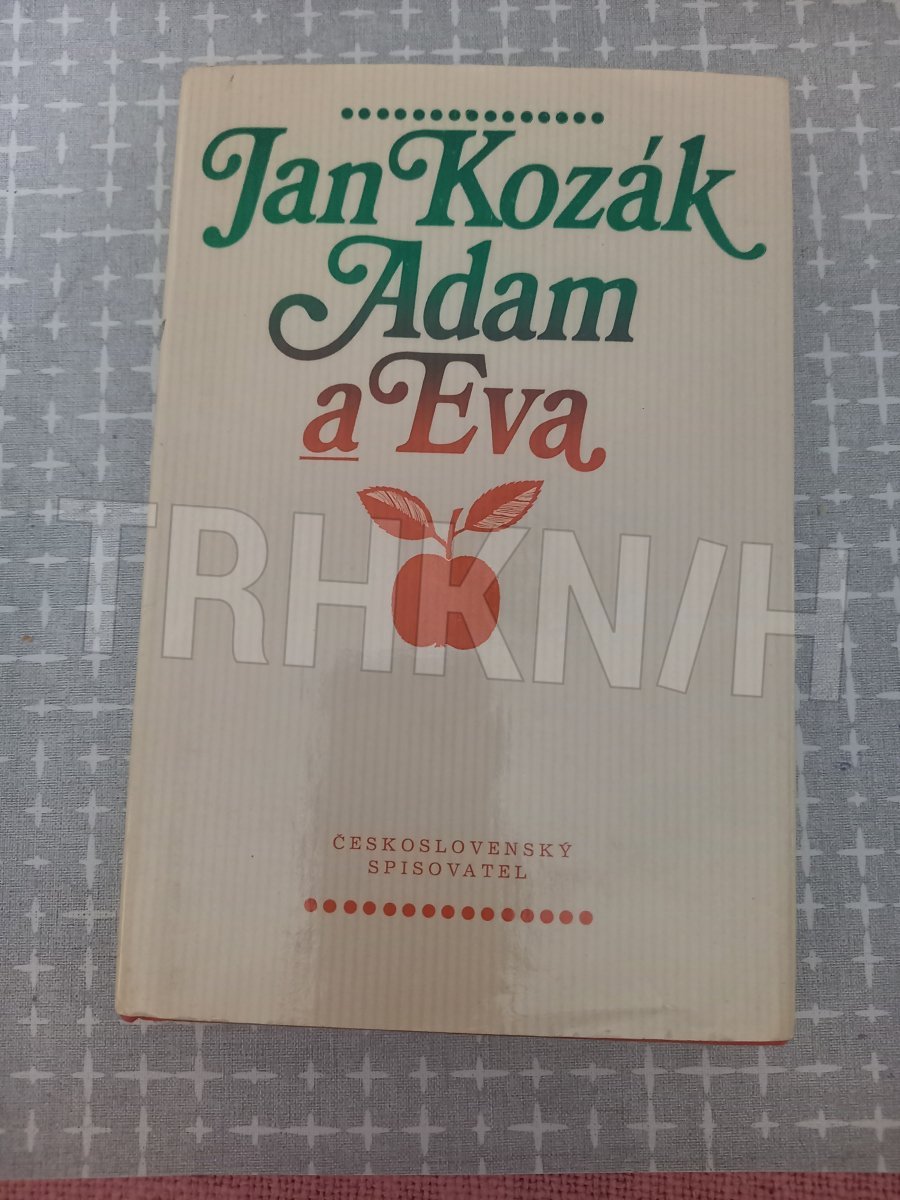 Jan Kozák
Adam
a Eva
TRHKNIH
ČESKOSLOVENSKÝ
SPISOVATEL